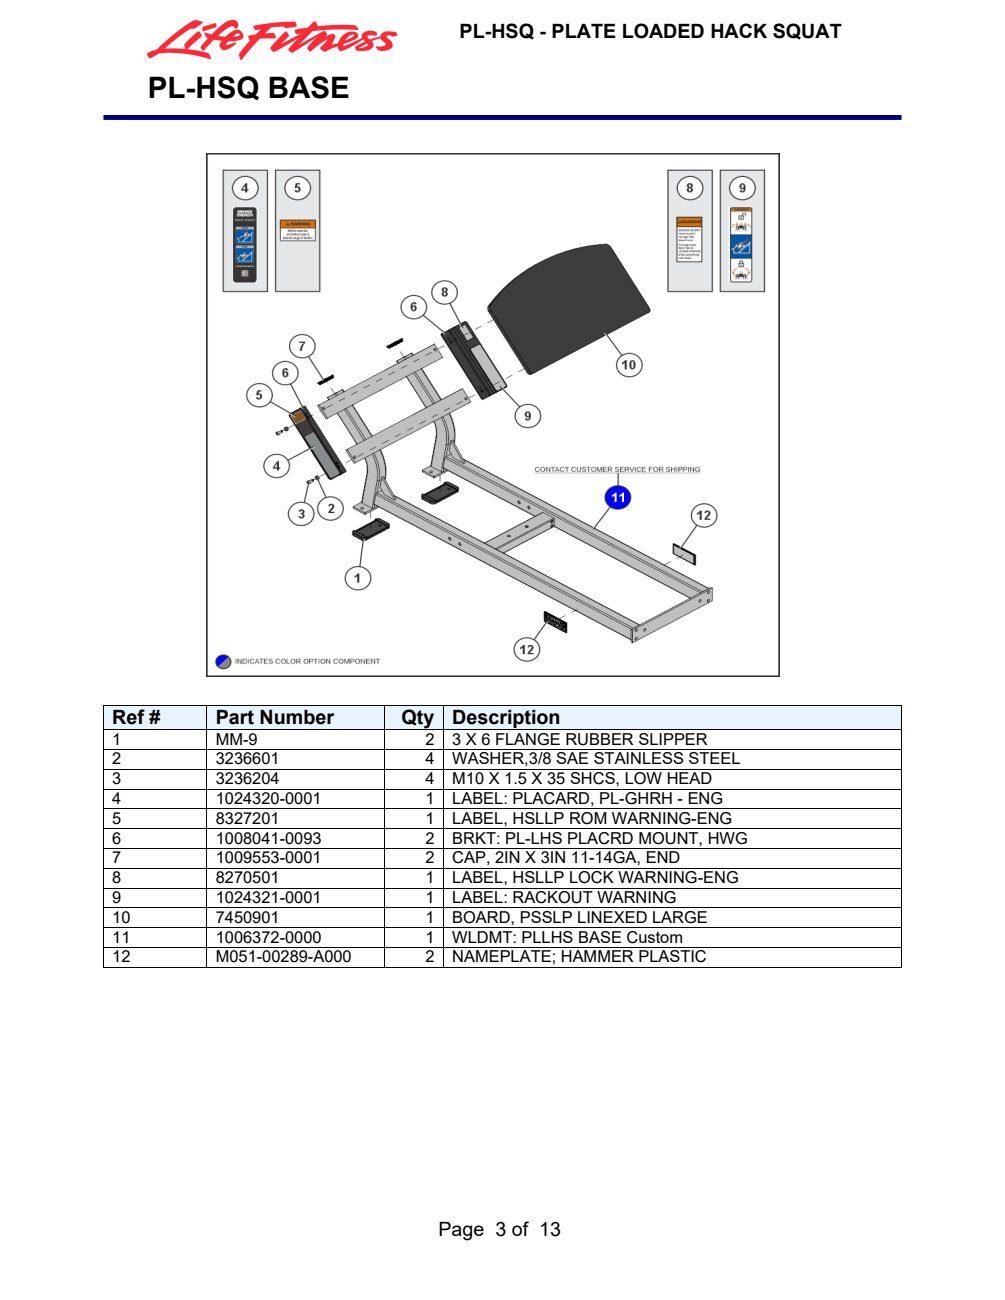 Life Fitness
PL-HSQ - PLATE LOADED HACK SQUAT
PL-HSQ BASE
4
5
8
9
WARNING
WARNING
8
6
7
6
5
10
9
4
CONTACT CUSTOMER SERVICE FOR SHIPPING
11
3
2
12
1
12
INDICATES COLOR OPTION COMPONENT
Ref # Part Number Qty Description
1 MM-9 2 3 X 6 FLANGE RUBBER SLIPPER
2 3236601 4 WASHER,3/8 SAE STAINLESS STEEL
3 3236204 4 M10 X 1.5 X 35 SHCS, LOW HEAD
4 1024320-0001 1 LABEL: PLACARD, PL-GHRH - ENG
5 8327201 1 LABEL, HSLLP ROM WARNING-ENG
6 1008041-0093 2 BRKT: PL-LHS PLACRD MOUNT, HWG
7 1009553-0001 2 CAP, 2IN X 3IN 11-14GA, END
8 8270501 1 LABEL, HSLLP LOCK WARNING-ENG
9 1024321-0001 1 LABEL: RACKOUT WARNING
10 7450901 1 BOARD, PSSLP LINEXED LARGE
11 1006372-0000 1 WLDMT: PLLHS BASE Custom
12 M051-00289-A000 2 NAMEPLATE; HAMMER PLASTIC
Page 3 of 13